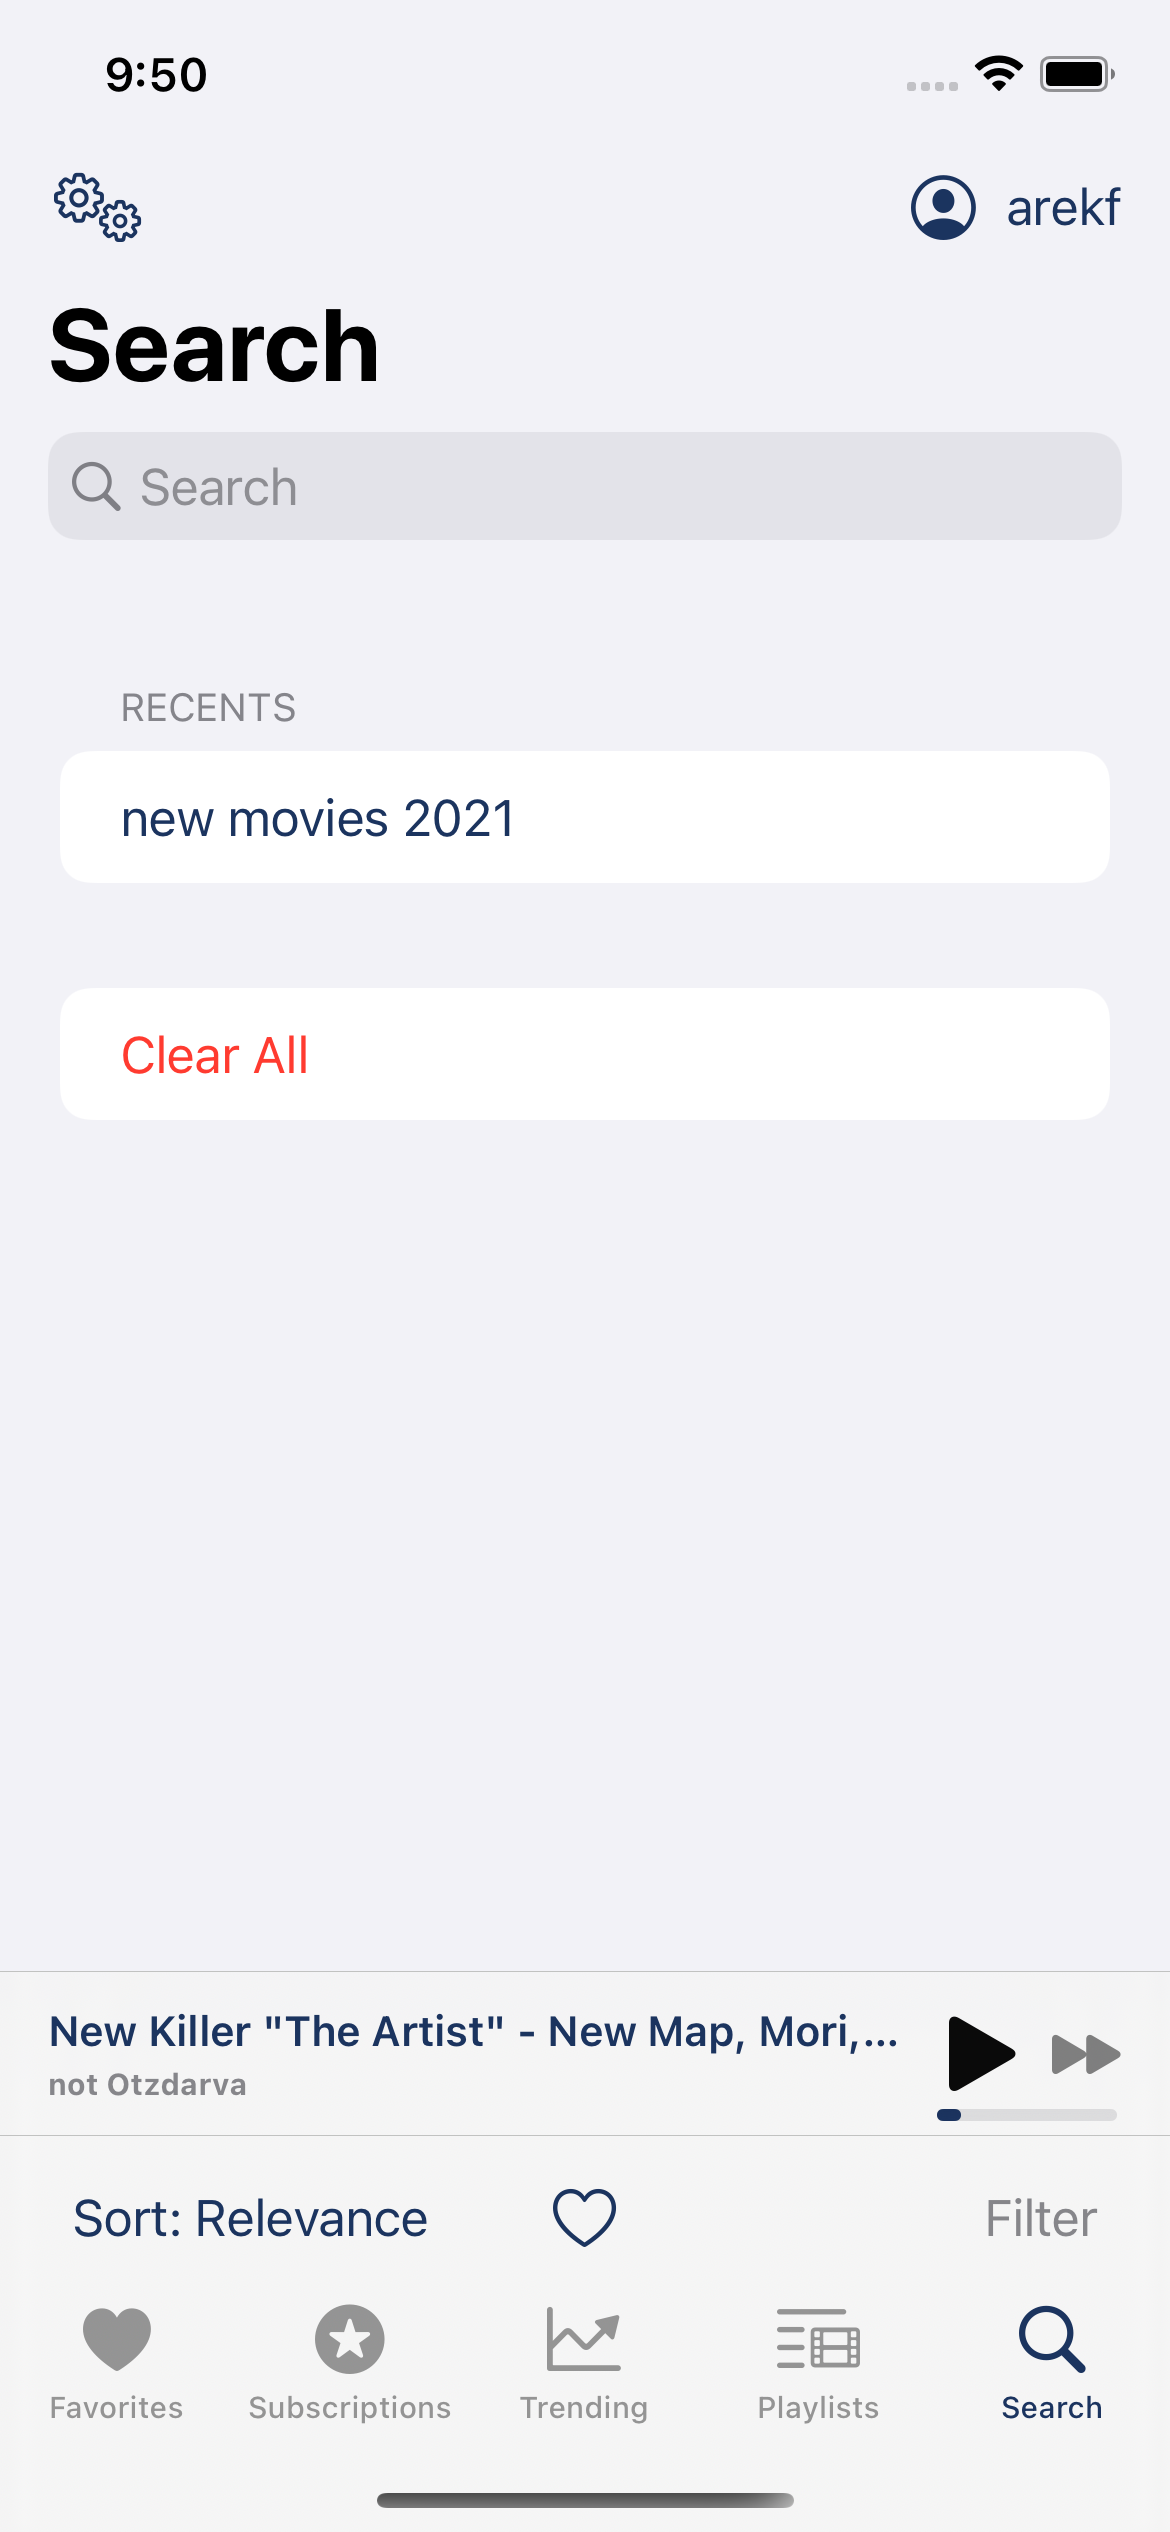 9:50
arekf
Search
Search
RECENTS
new movies 2021
Clear All
New Killer "The Artist" - New Map, Mori,...
not Otzdarva
Sort: Relevance
Filter
Favorites
Subscriptions
Trending
Playlists
Search